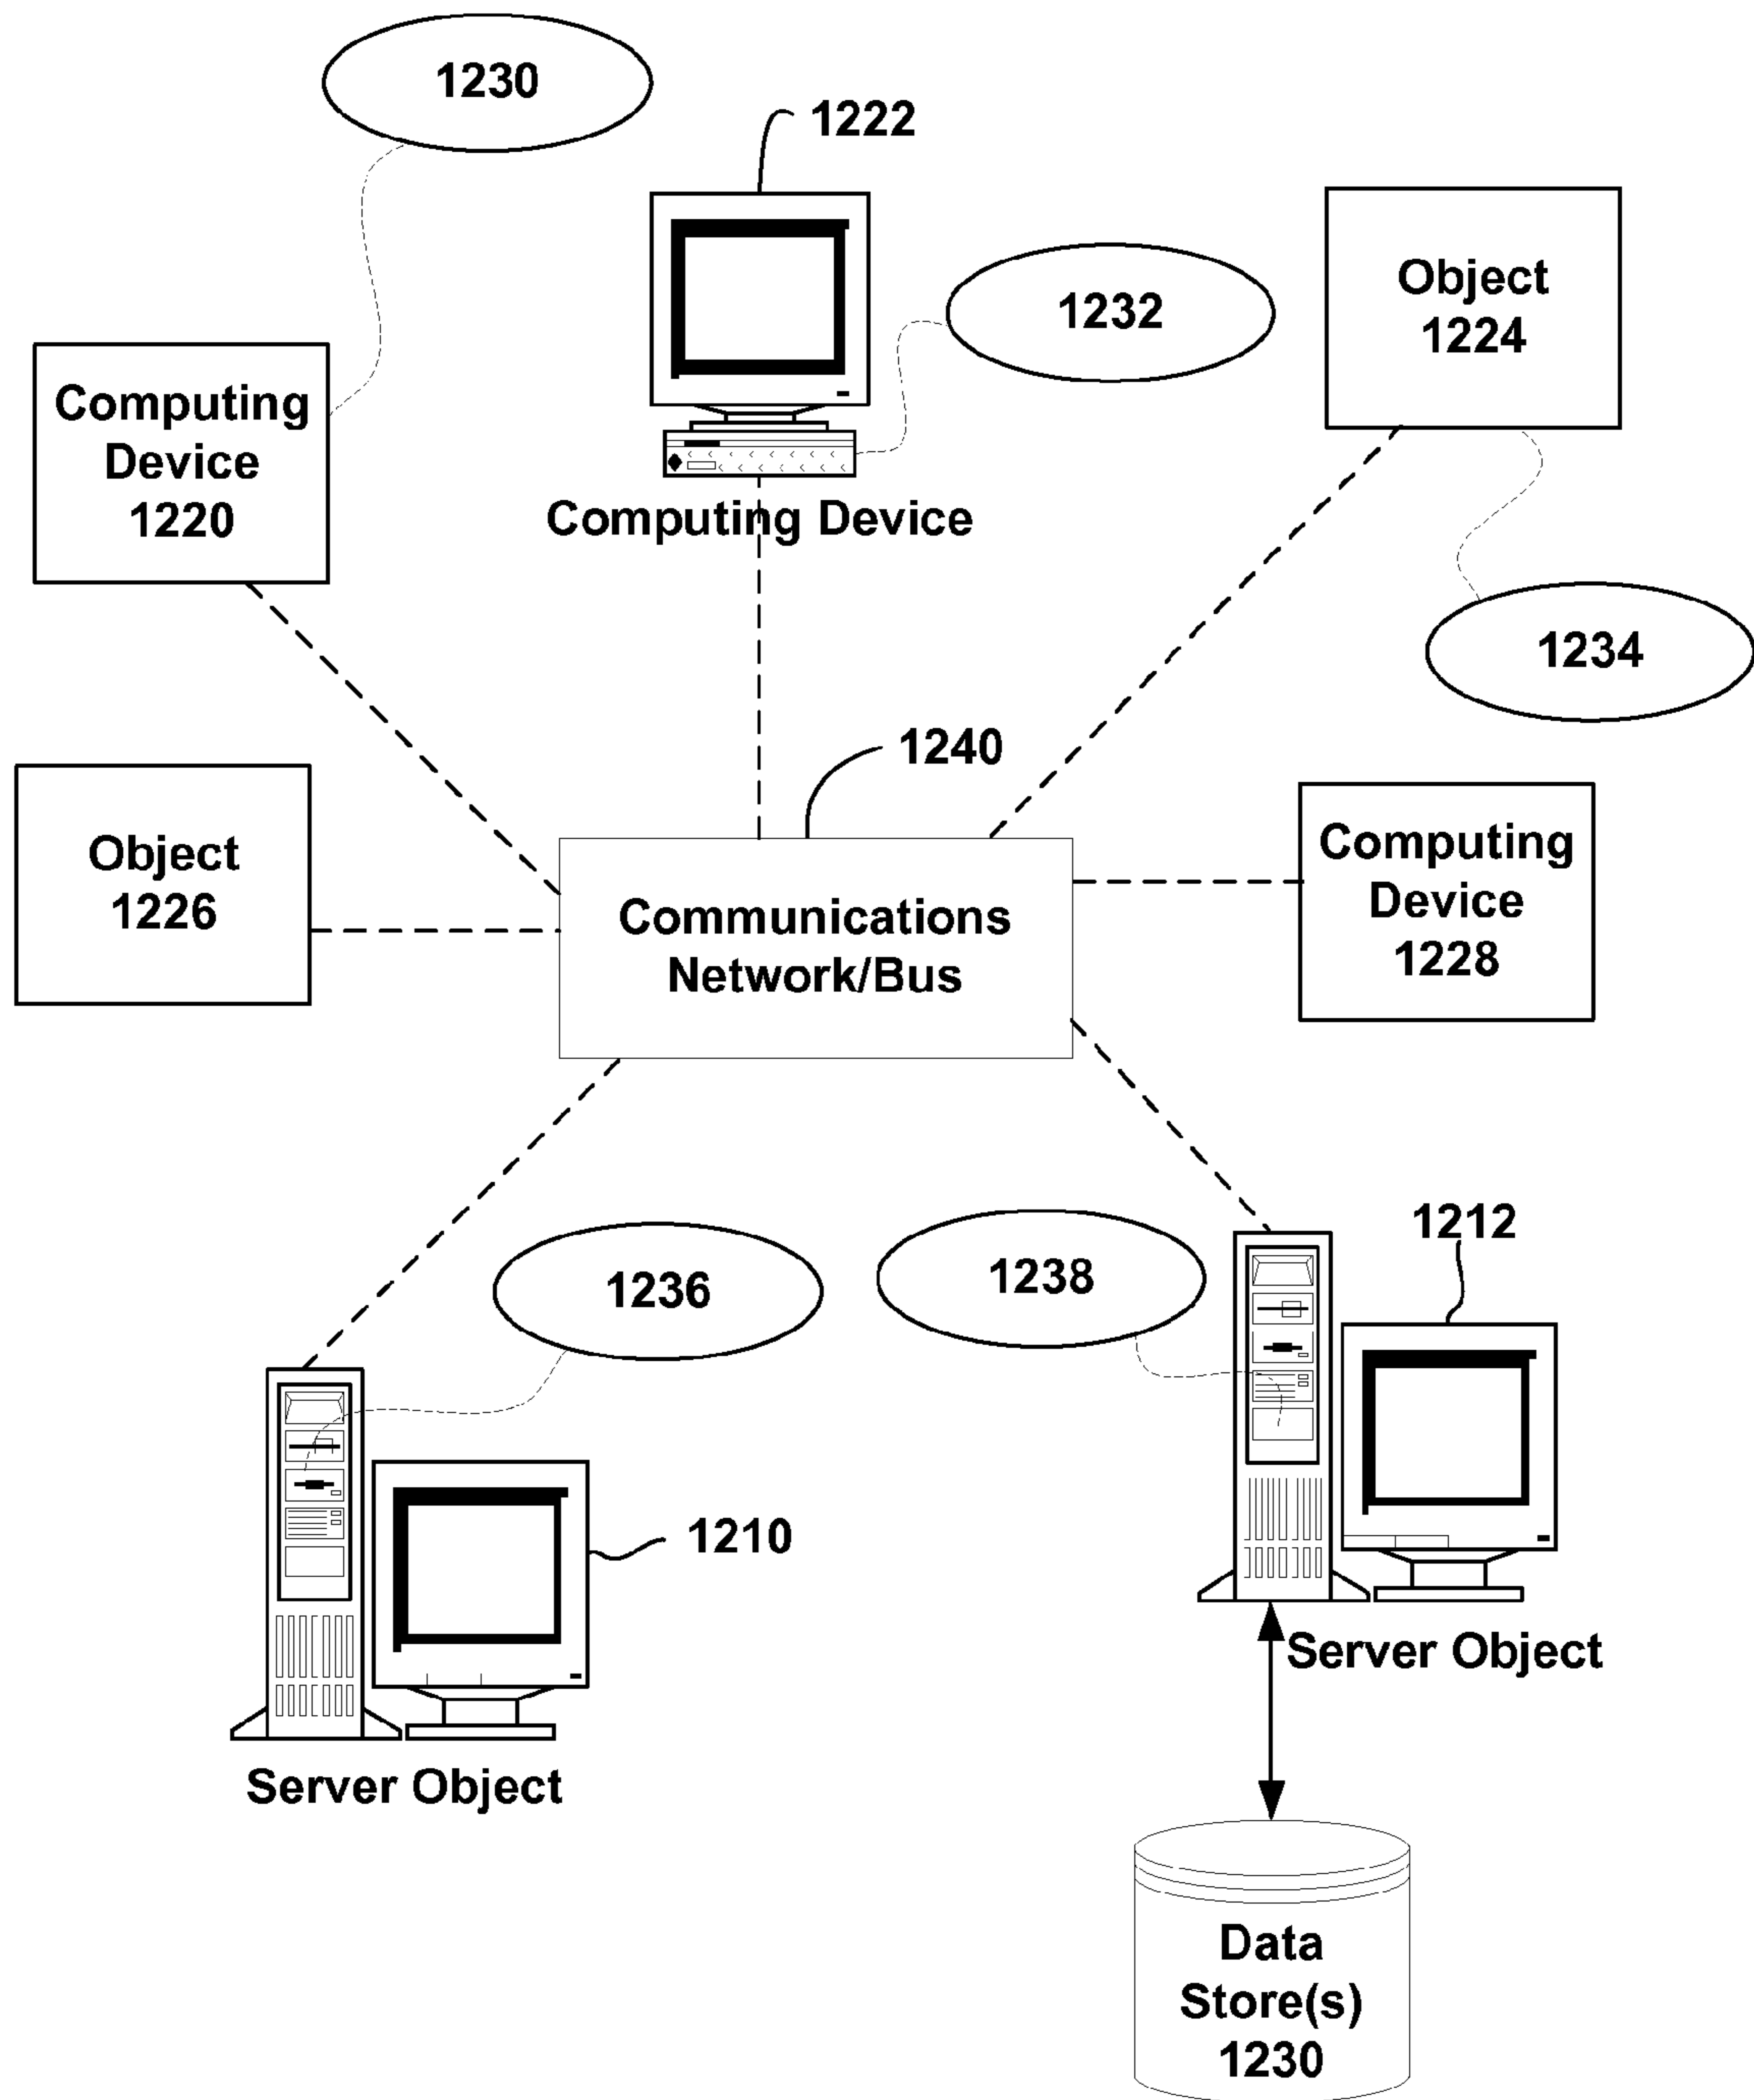 1230
1222
1232
Object
1224
Computing
Device
1220
Computing Device
1234
1240
Object
1226
Computing
Device
1228
Communications
Network/Bus
1212
1236
1238
1210
Server Object
Server Object
Data
Store(s)
1230